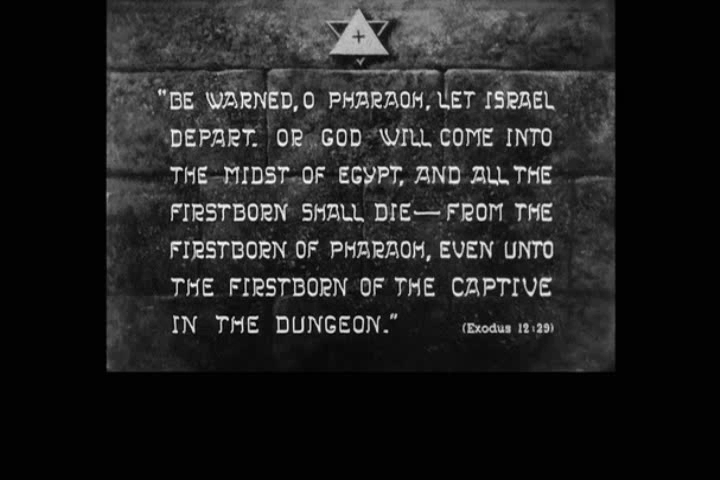 "BE WARNED, O PHARAOH, LET ISRAEL
DEPART. OR GOD WILL COME INTO
THE MIDST OF EGYPT, AND ALL THE
FIRSTBORN SHALL DIE—FROM THE
FIRSTBORN OF PHARAOH, EVEN UNTO
THE FIRSTBORN OF THE CAPTIVE
IN THE DUNGEON." (Exodus 12:29)